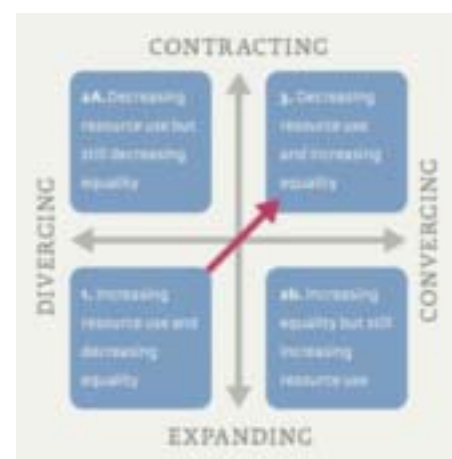 CONTRACTING
2A. Decreasing
resource use but
still decreasing
equality
3. Decreasing
resource use
and increasing
equality
DIVERGING
CONVERGING
1. Increasing
resource use and
decreasing
equality
2b. Increasing
equality but still
increasing
resource use
EXPANDING